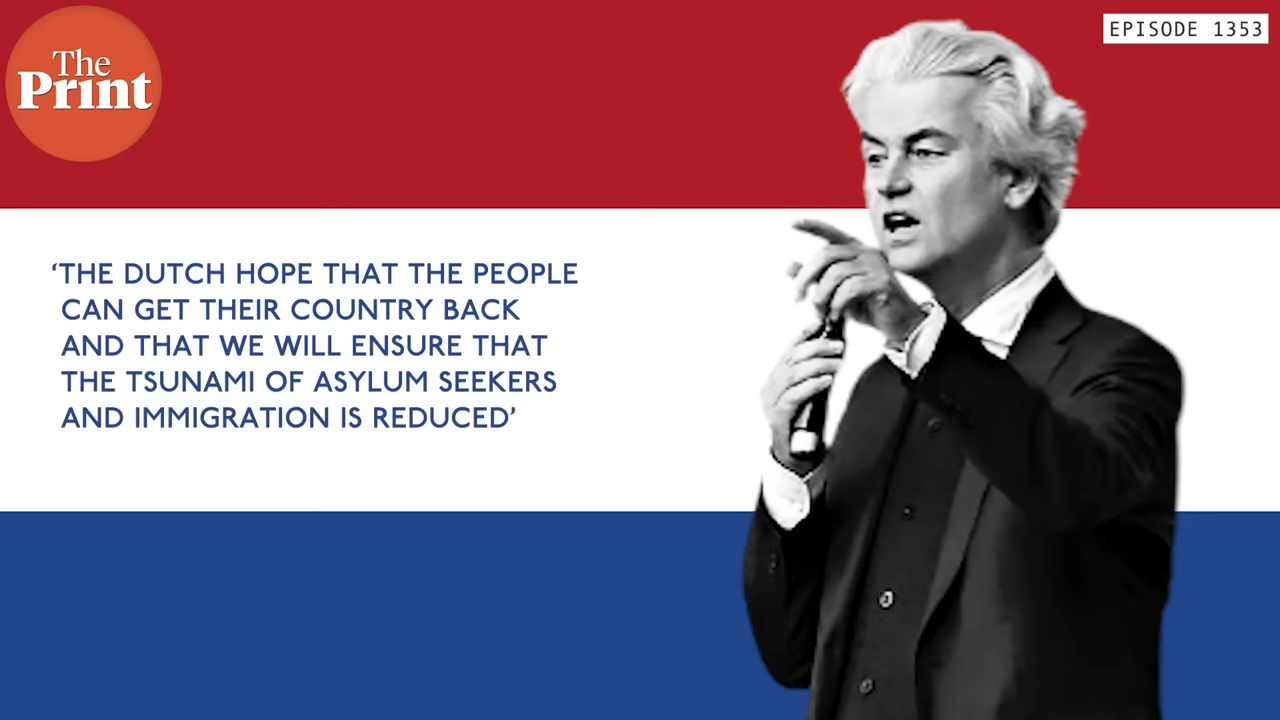 The
Print
EPISODE 1353
‘THE DUTCH HOPE THAT THE PEOPLE
CAN GET THEIR COUNTRY BACK
AND THAT WE WILL ENSURE THAT
THE TSUNAMI OF ASYLUM SEEKERS
AND IMMIGRATION IS REDUCED’